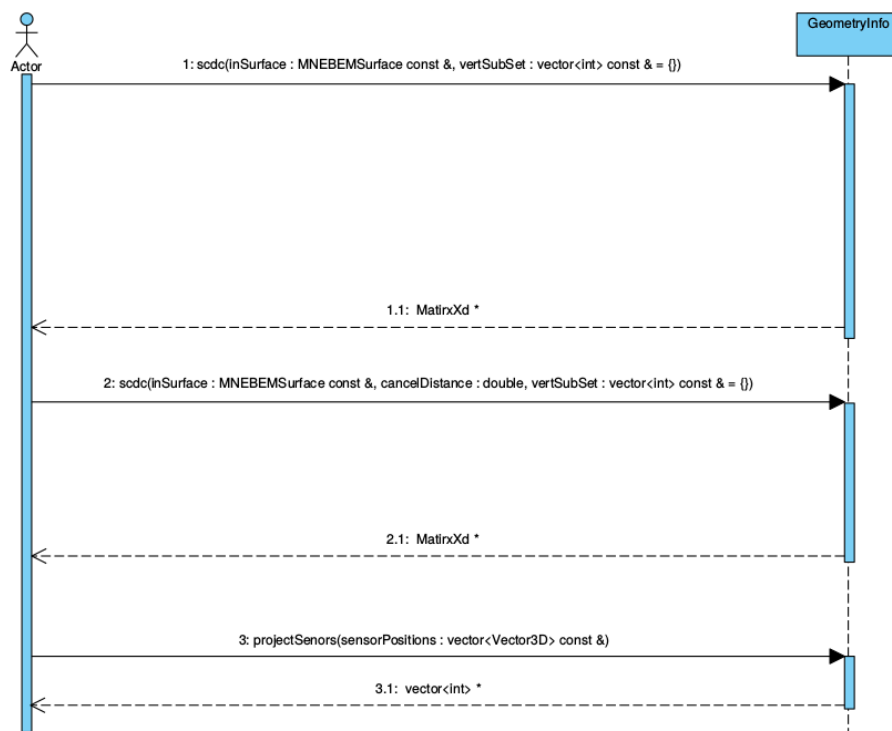 GeometryInfo
Actor
1: scdc(inSurface : MNEBEMSurface const &, vertSubSet : vector<int> const & = {})
1.1: MatirxXd *
2: scdc(inSurface : MNEBEMSurface const &, cancelDistance : double, vertSubSet : vector<int> const & = {})
2.1: MatirxXd *
3: projectSenors(sensorPositions : vector<Vector3D> const &)
3.1: vector<int> *